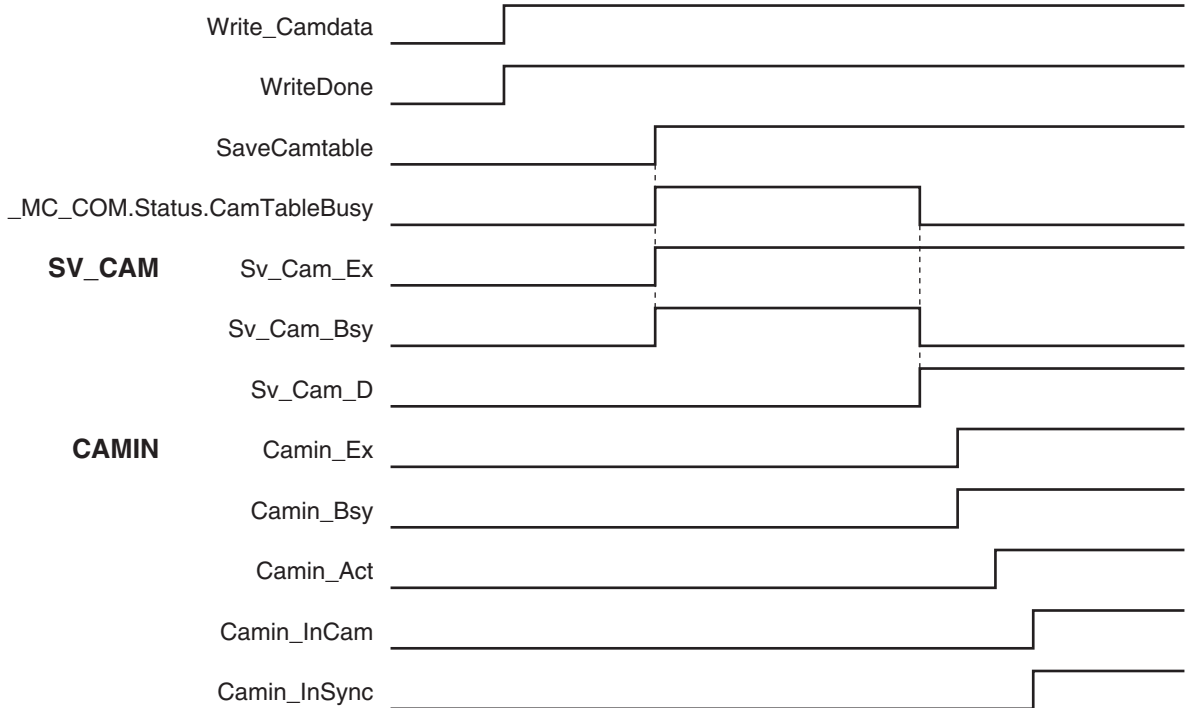 Write_Camdata
WriteDone
SaveCamtable
_MC_COM.Status.CamTableBusy
SV_CAM Sv_Cam_Ex
Sv_Cam_Bsy
Sv_Cam_D
CAMIN Camin_Ex
Camin_Bsy
Camin_Act
Camin_InCam
Camin_InSync